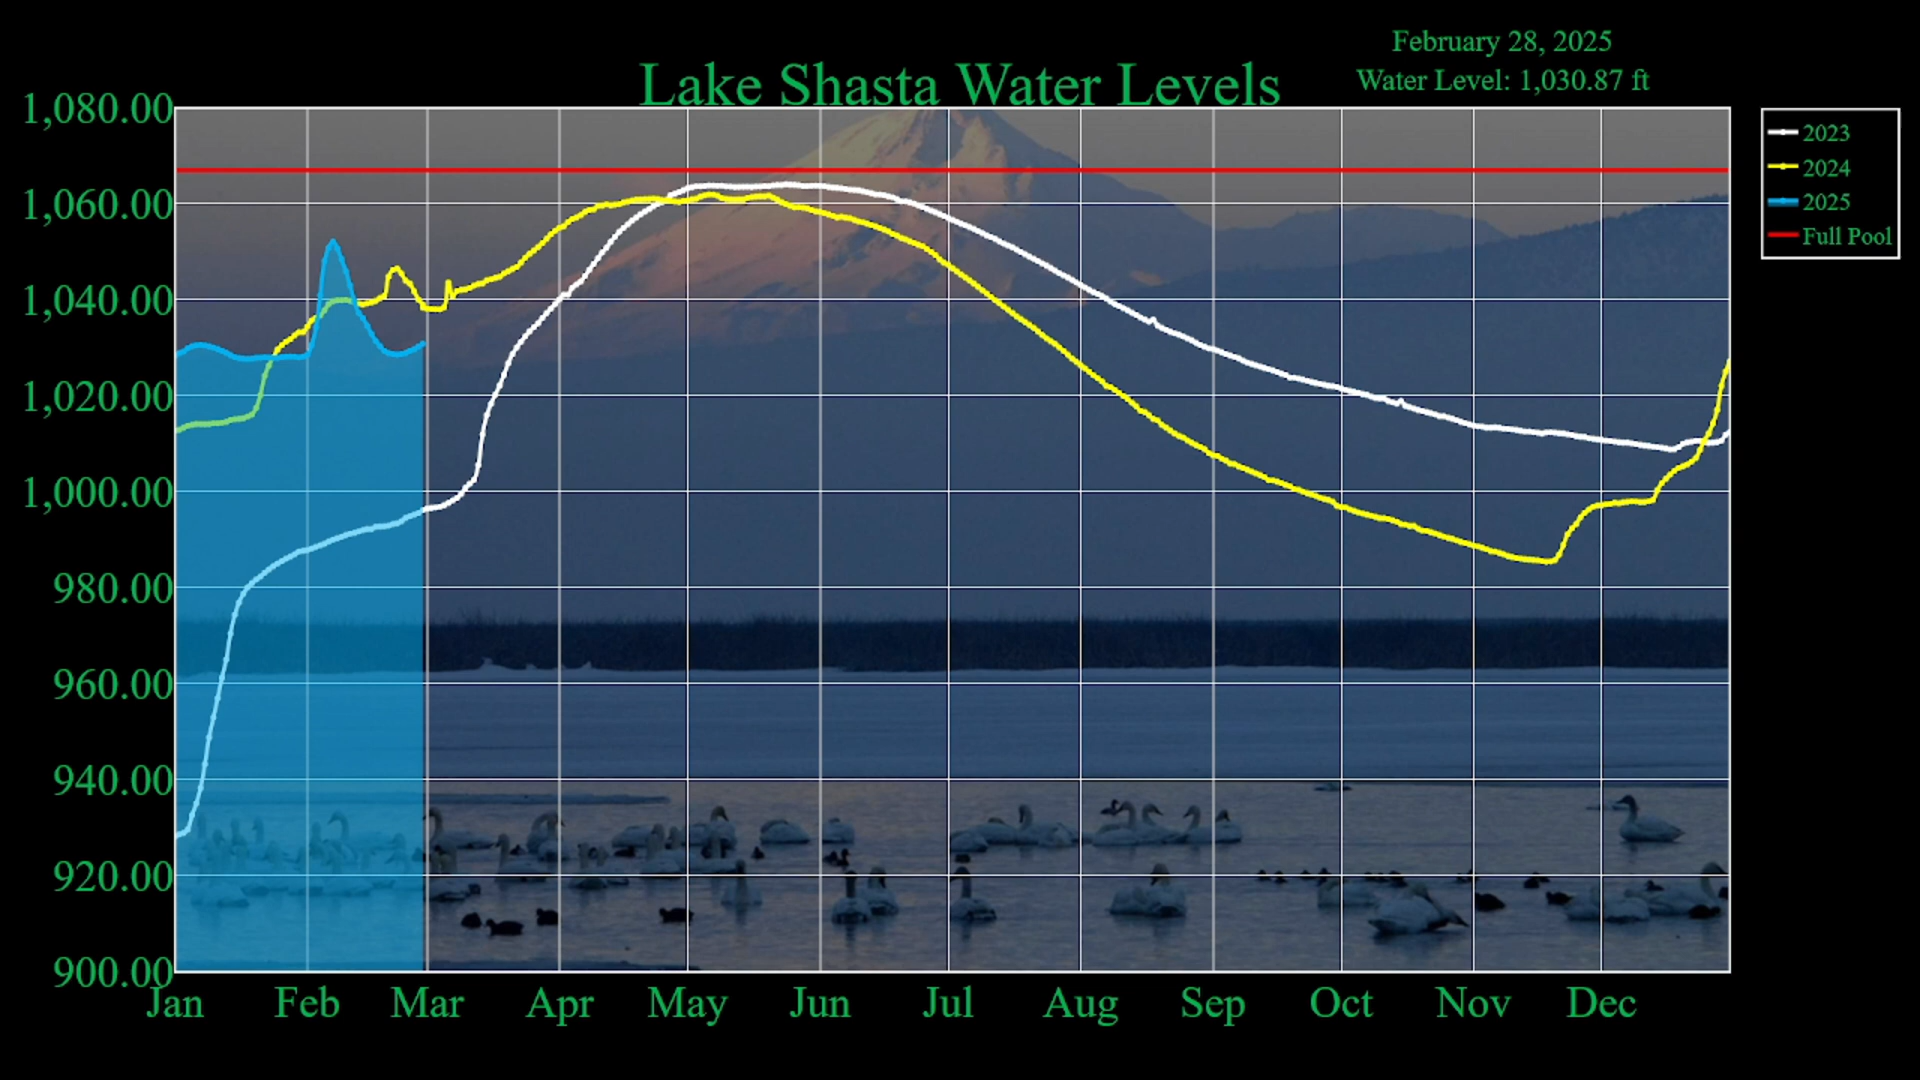 February 28, 2025
Water Level: 1,030.87 ft
Lake Shasta Water Levels
1,080.00
1,060.00
1,040.00
1,020.00
1,000.00
980.00
960.00
940.00
920.00
900.00
Jan Feb Mar Apr May Jun Jul Aug Sep Oct Nov Dec
2023
2024
2025
Full Pool